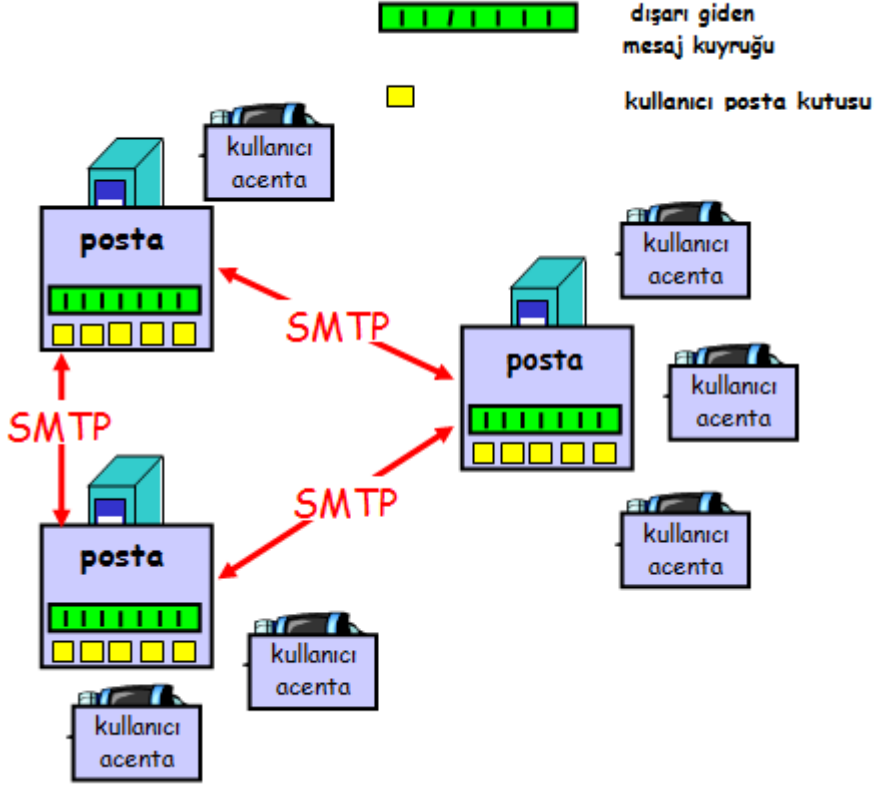 dışarı giden
mesaj kuyruğu
kullanıcı posta kutusu
kullanıcı
acenta
posta
SMTP
kullanıcı
acenta
posta
kullanıcı
acenta
SMTP
SMTP
posta
kullanıcı
acenta
kullanıcı
acenta
kullanıcı
acenta